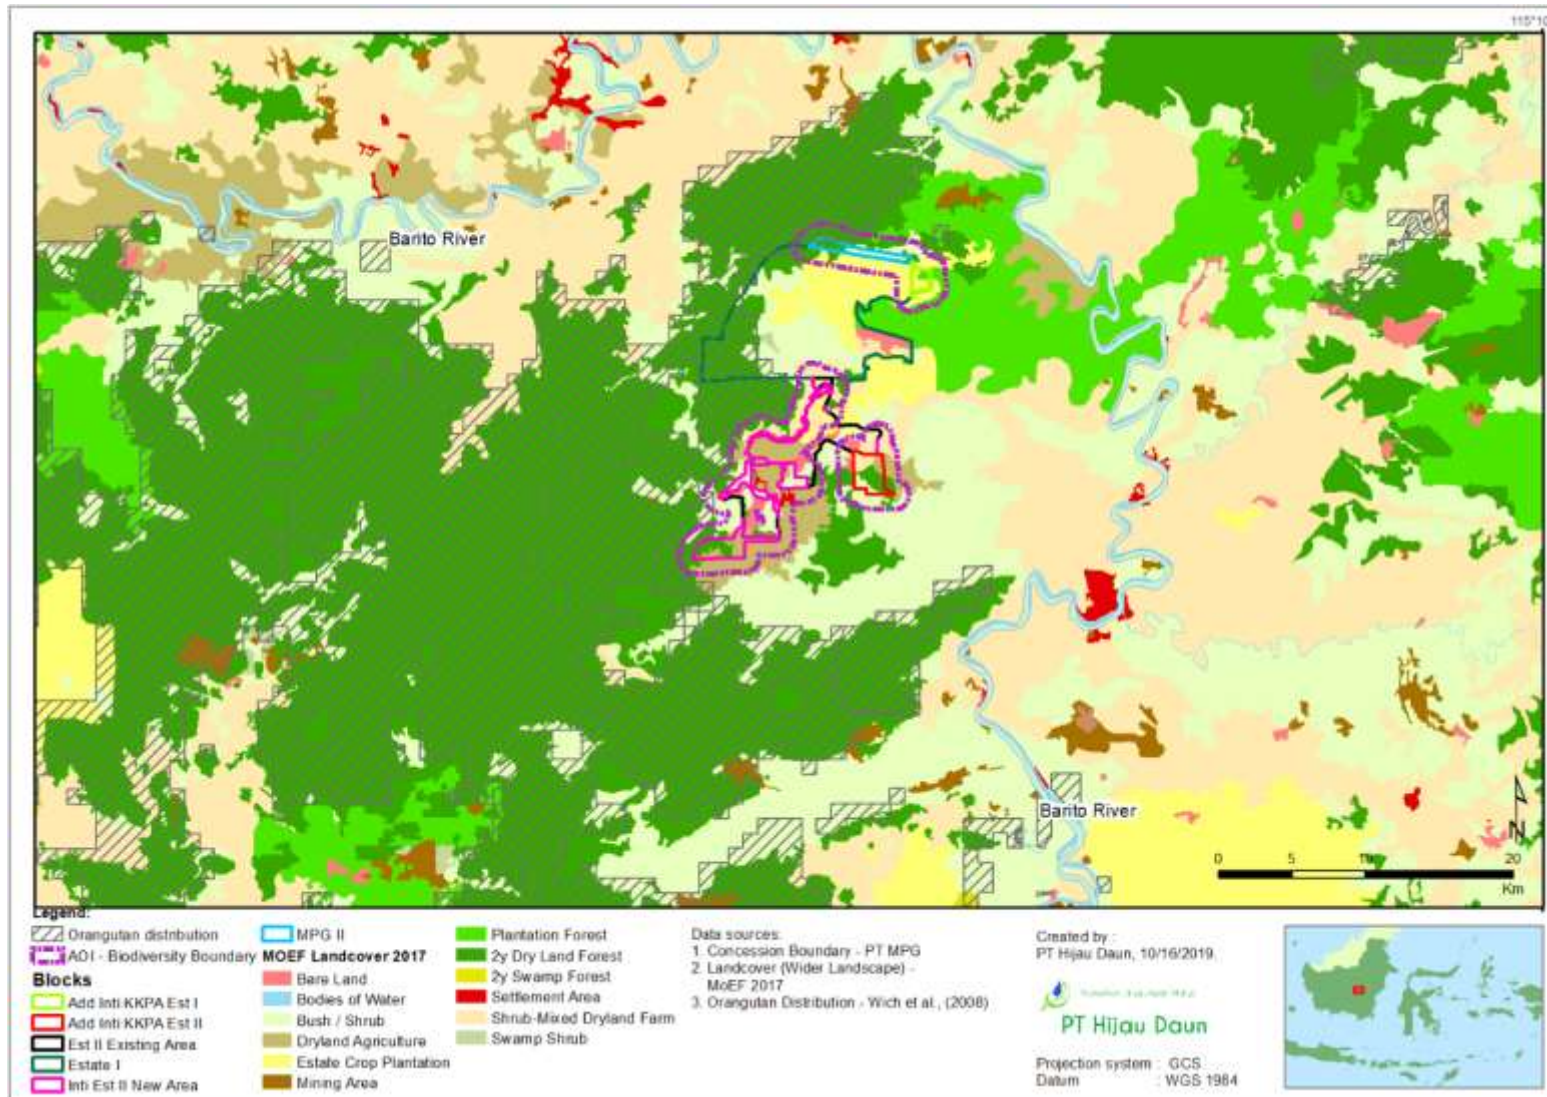 115°10
Barito River
Barito River
N
0 5 10 20
Km
Legend:
Orangutan distribution
AOI - Biodiversity Boundary
Blocks
Add Inti KKPA Est I
Add Inti KKPA Est II
Est II Existing Area
Estate I
Inti Est II New Area
MPG II
MOEF Landcover 2017
Bare Land
Bodies of Water
Bush / Shrub
Dryland Agriculture
Estate Crop Plantation
Mining Area
Plantation Forest
2y Dry Land Forest
2y Swamp Forest
Settlement Area
Shrub-Mixed Dryland Farm
Swamp Shrub
Data sources:
1. Concession Boundary - PT MPG
2. Landcover (Wider Landscape) -
MoEF 2017
3. Orangutan Distribution - Wich et al., (2008)
Created by :
PT Hijau Daun, 10/16/2019.
PT Hijau Daun
Projection system : GCS
Datum : WGS 1984